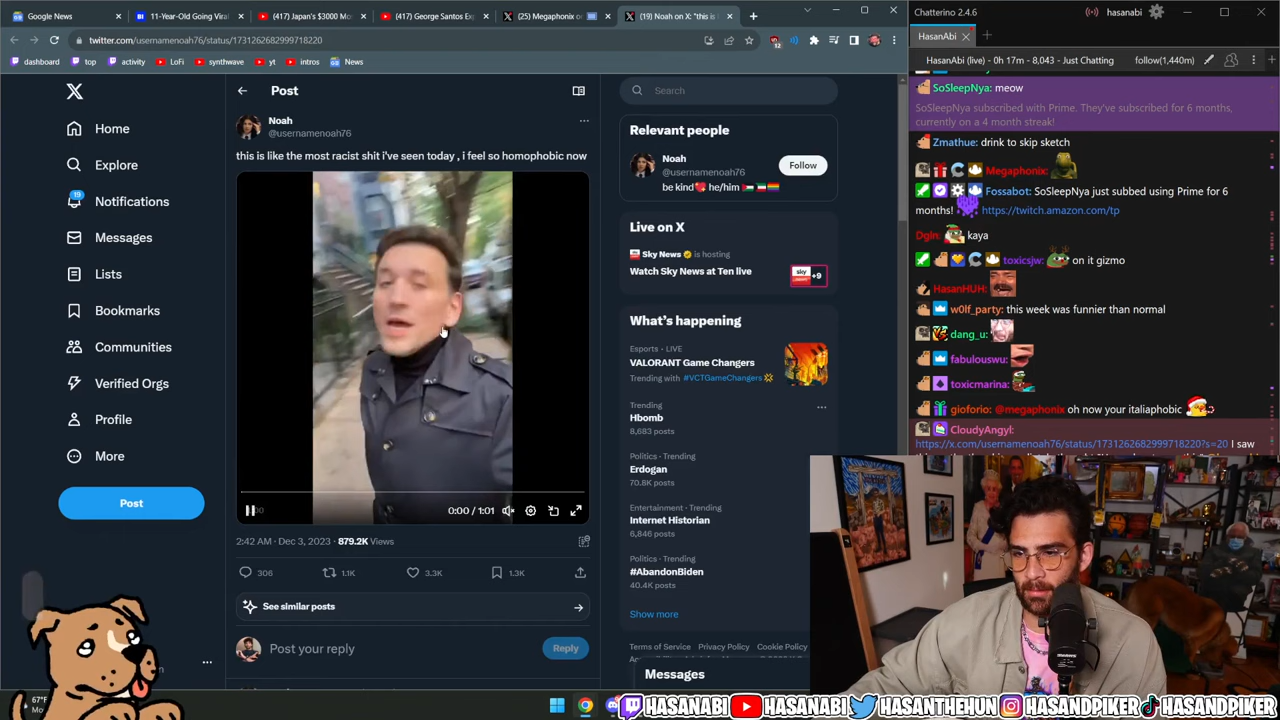 Google News
11-Year-Old Going Viral
(417) Japan's $3000 Mo
(417) George Santos Exp
(25) Megaphonix o
(19) Noah on X: "this is
twitter.com/usernamenoah76/status/1731262682999718220
12
dashboard
top
activity
LoFi
synthwave
yt
intros
News
Home
Explore
19
Notifications
Messages
Lists
Bookmarks
Communities
Verified Orgs
Profile
More
Post
Post
Noah
@usernamenoah76
this is like the most racist shit i've seen today , i feel so homophobic now
0:00 / 1:01
2:42 AM · Dec 3, 2023 · 879.2K Views
306
1.1K
3.3K
1.3K
See similar posts
Post your reply
Reply
Search
Relevant people
Noah
@usernamenoah76
Follow
be kind he/him
Live on X
Sky News is hosting
Watch Sky News at Ten live
sky
+9
What's happening
Esports · LIVE
VALORANT Game Changers
Trending with #VCTGameChangers
Trending
Hbomb
8,683 posts
Politics · Trending
Erdogan
70.8K posts
Entertainment · Trending
Internet Historian
6,846 posts
Politics · Trending
#AbandonBiden
40.4K posts
Show more
Terms of Service Privacy Policy Cookie Policy
Messages
67°F
Chatterino 2.4.6
hasanabi
HasanAbi
HasanAbi (live) - 0h 17m - 8,043 - Just Chatting
follow(1,440m)
SoSleepNya: meow
SoSleepNya subscribed with Prime. They've subscribed for 6 months,
currently on a 4 month streak!
Zmathue: drink to skip sketch
Megaphonix:
Fossabot: SoSleepNya just subbed using Prime for 6
months! https://twitch.amazon.com/tp
Dgln: kaya
toxicsjw: on it gizmo
HasanHUH:
w0lf_party: this week was funnier than normal
dang_u:
fabulouswu:
toxicmarina:
gioforio: @megaphonix oh now your italiaphobic
CloudyAngyl:
https://x.com/usernamenoah76/status/1731262682999718220?s=20 I saw
HASANABI
HASANABI
HASANTHEHUN
HASANDPIKER
HASANDPIKER